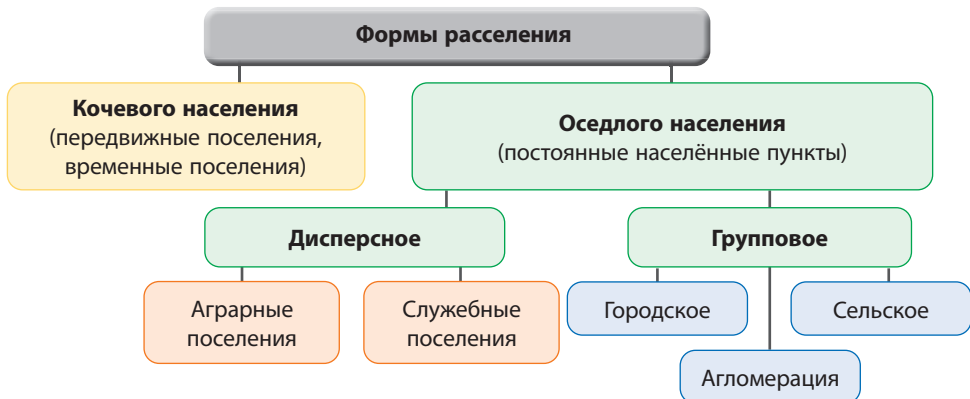 Формы расселения
Кочевого населения
(передвижные поселения,
временные поселения)
Оседлого населения
(постоянные населённые пункты)
Дисперсное
Групповое
Аграрные
поселения
Служебные
поселения
Городское
Сельское
Агломерация